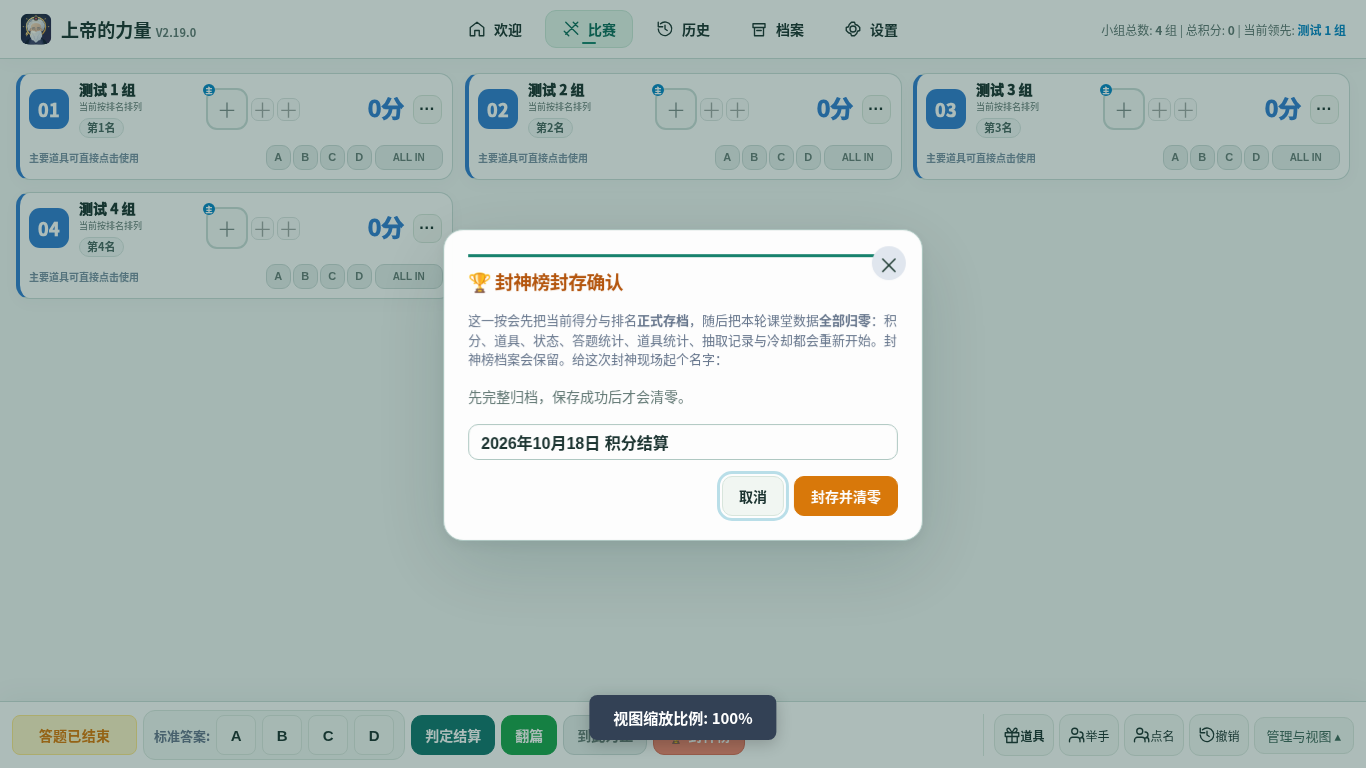 上帝的力量 V2.19.0
欢迎
比赛
历史
档案
设置
小组总数: 4 组 | 总积分: 0 | 当前领先: 测试 1 组
01
测试 1 组
当前按排名排列
第1名
主
0分
主要道具可直接点击使用
A B C D ALL IN
02
测试 2 组
当前按排名排列
第2名
主
0分
主要道具可直接点击使用
A B C D ALL IN
03
测试 3 组
当前按排名排列
第3名
主
0分
主要道具可直接点击使用
A B C D ALL IN
04
测试 4 组
当前按排名排列
第4名
主
0分
主要道具可直接点击使用
A B C D ALL IN
🏆 封神榜封存确认
这一按会先把当前得分与排名正式存档，随后把本轮课堂数据全部归零：积
分、道具、状态、答题统计、道具统计、抽取记录与冷却都会重新开始。封
神榜档案会保留。给这次封神现场起个名字：
先完整归档，保存成功后才会清零。
2026年10月18日 积分结算
取消
封存并清零
视图缩放比例: 100%
答题已结束
标准答案:
A B C D
判定结算
翻篇
道具
举手
点名
撤销
管理与视图 ▴